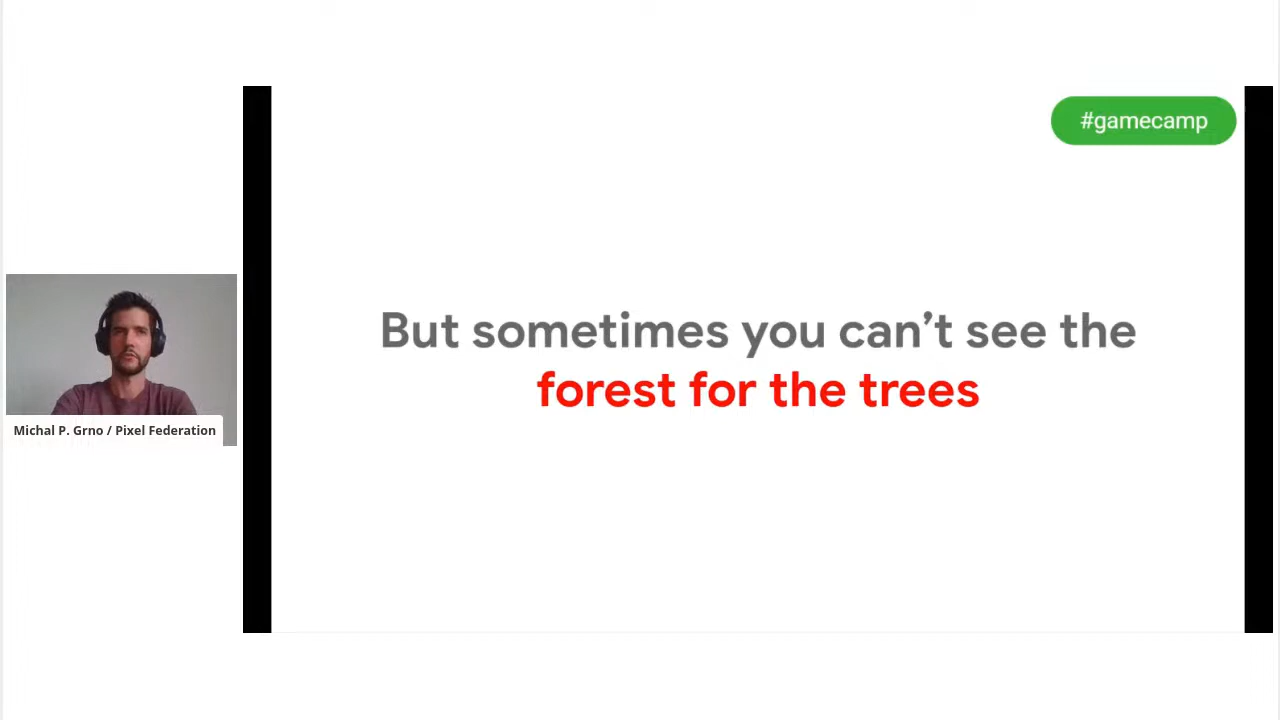 #gamecamp
But sometimes you can’t see the
forest for the trees
Michal P. Grno / Pixel Federation